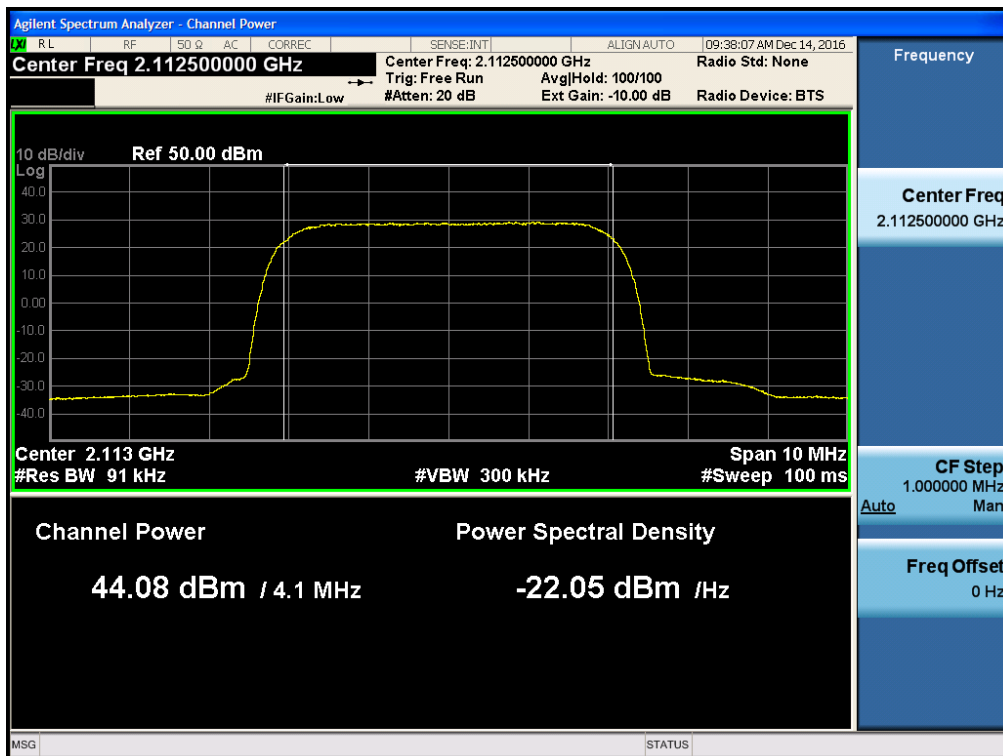 Agilent Spectrum Analyzer - Channel Power
LXI RL RF 50 Ω AC CORREC SENSE:INT ALIGN AUTO 09:38:07 AM Dec 14, 2016
Center Freq 2.112500000 GHz
Center Freq: 2.112500000 GHz Radio Std: None
Trig: Free Run Avg|Hold: 100/100
#IFGain:Low #Atten: 20 dB Ext Gain: -10.00 dB Radio Device: BTS
10 dB/div Ref 50.00 dBm
Log
40.0
30.0
20.0
10.0
0.00
-10.0
-20.0
-30.0
-40.0
Center 2.113 GHz Span 10 MHz
#Res BW 91 kHz #VBW 300 kHz #Sweep 100 ms
Channel Power Power Spectral Density
44.08 dBm / 4.1 MHz -22.05 dBm /Hz
MSG STATUS
Frequency
Center Freq
2.112500000 GHz
CF Step
1.000000 MHz
Auto Man
Freq Offset
0 Hz